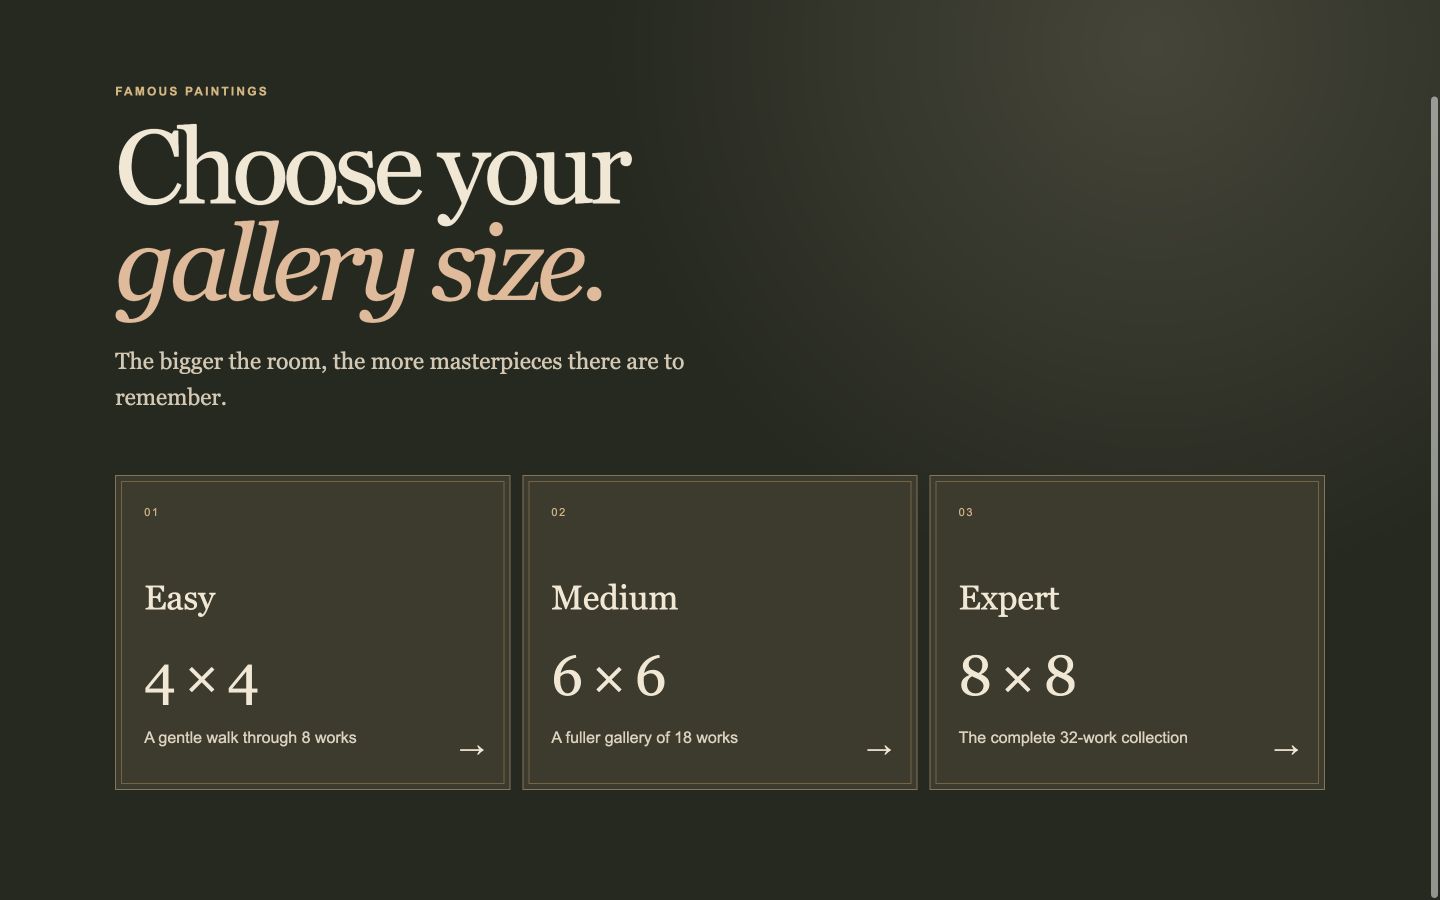 FAMOUS PAINTINGS
Choose your
gallery size.
The bigger the room, the more masterpieces there are to
remember.
01
Easy
4 × 4
A gentle walk through 8 works
→
02
Medium
6 × 6
A fuller gallery of 18 works
→
03
Expert
8 × 8
The complete 32-work collection
→